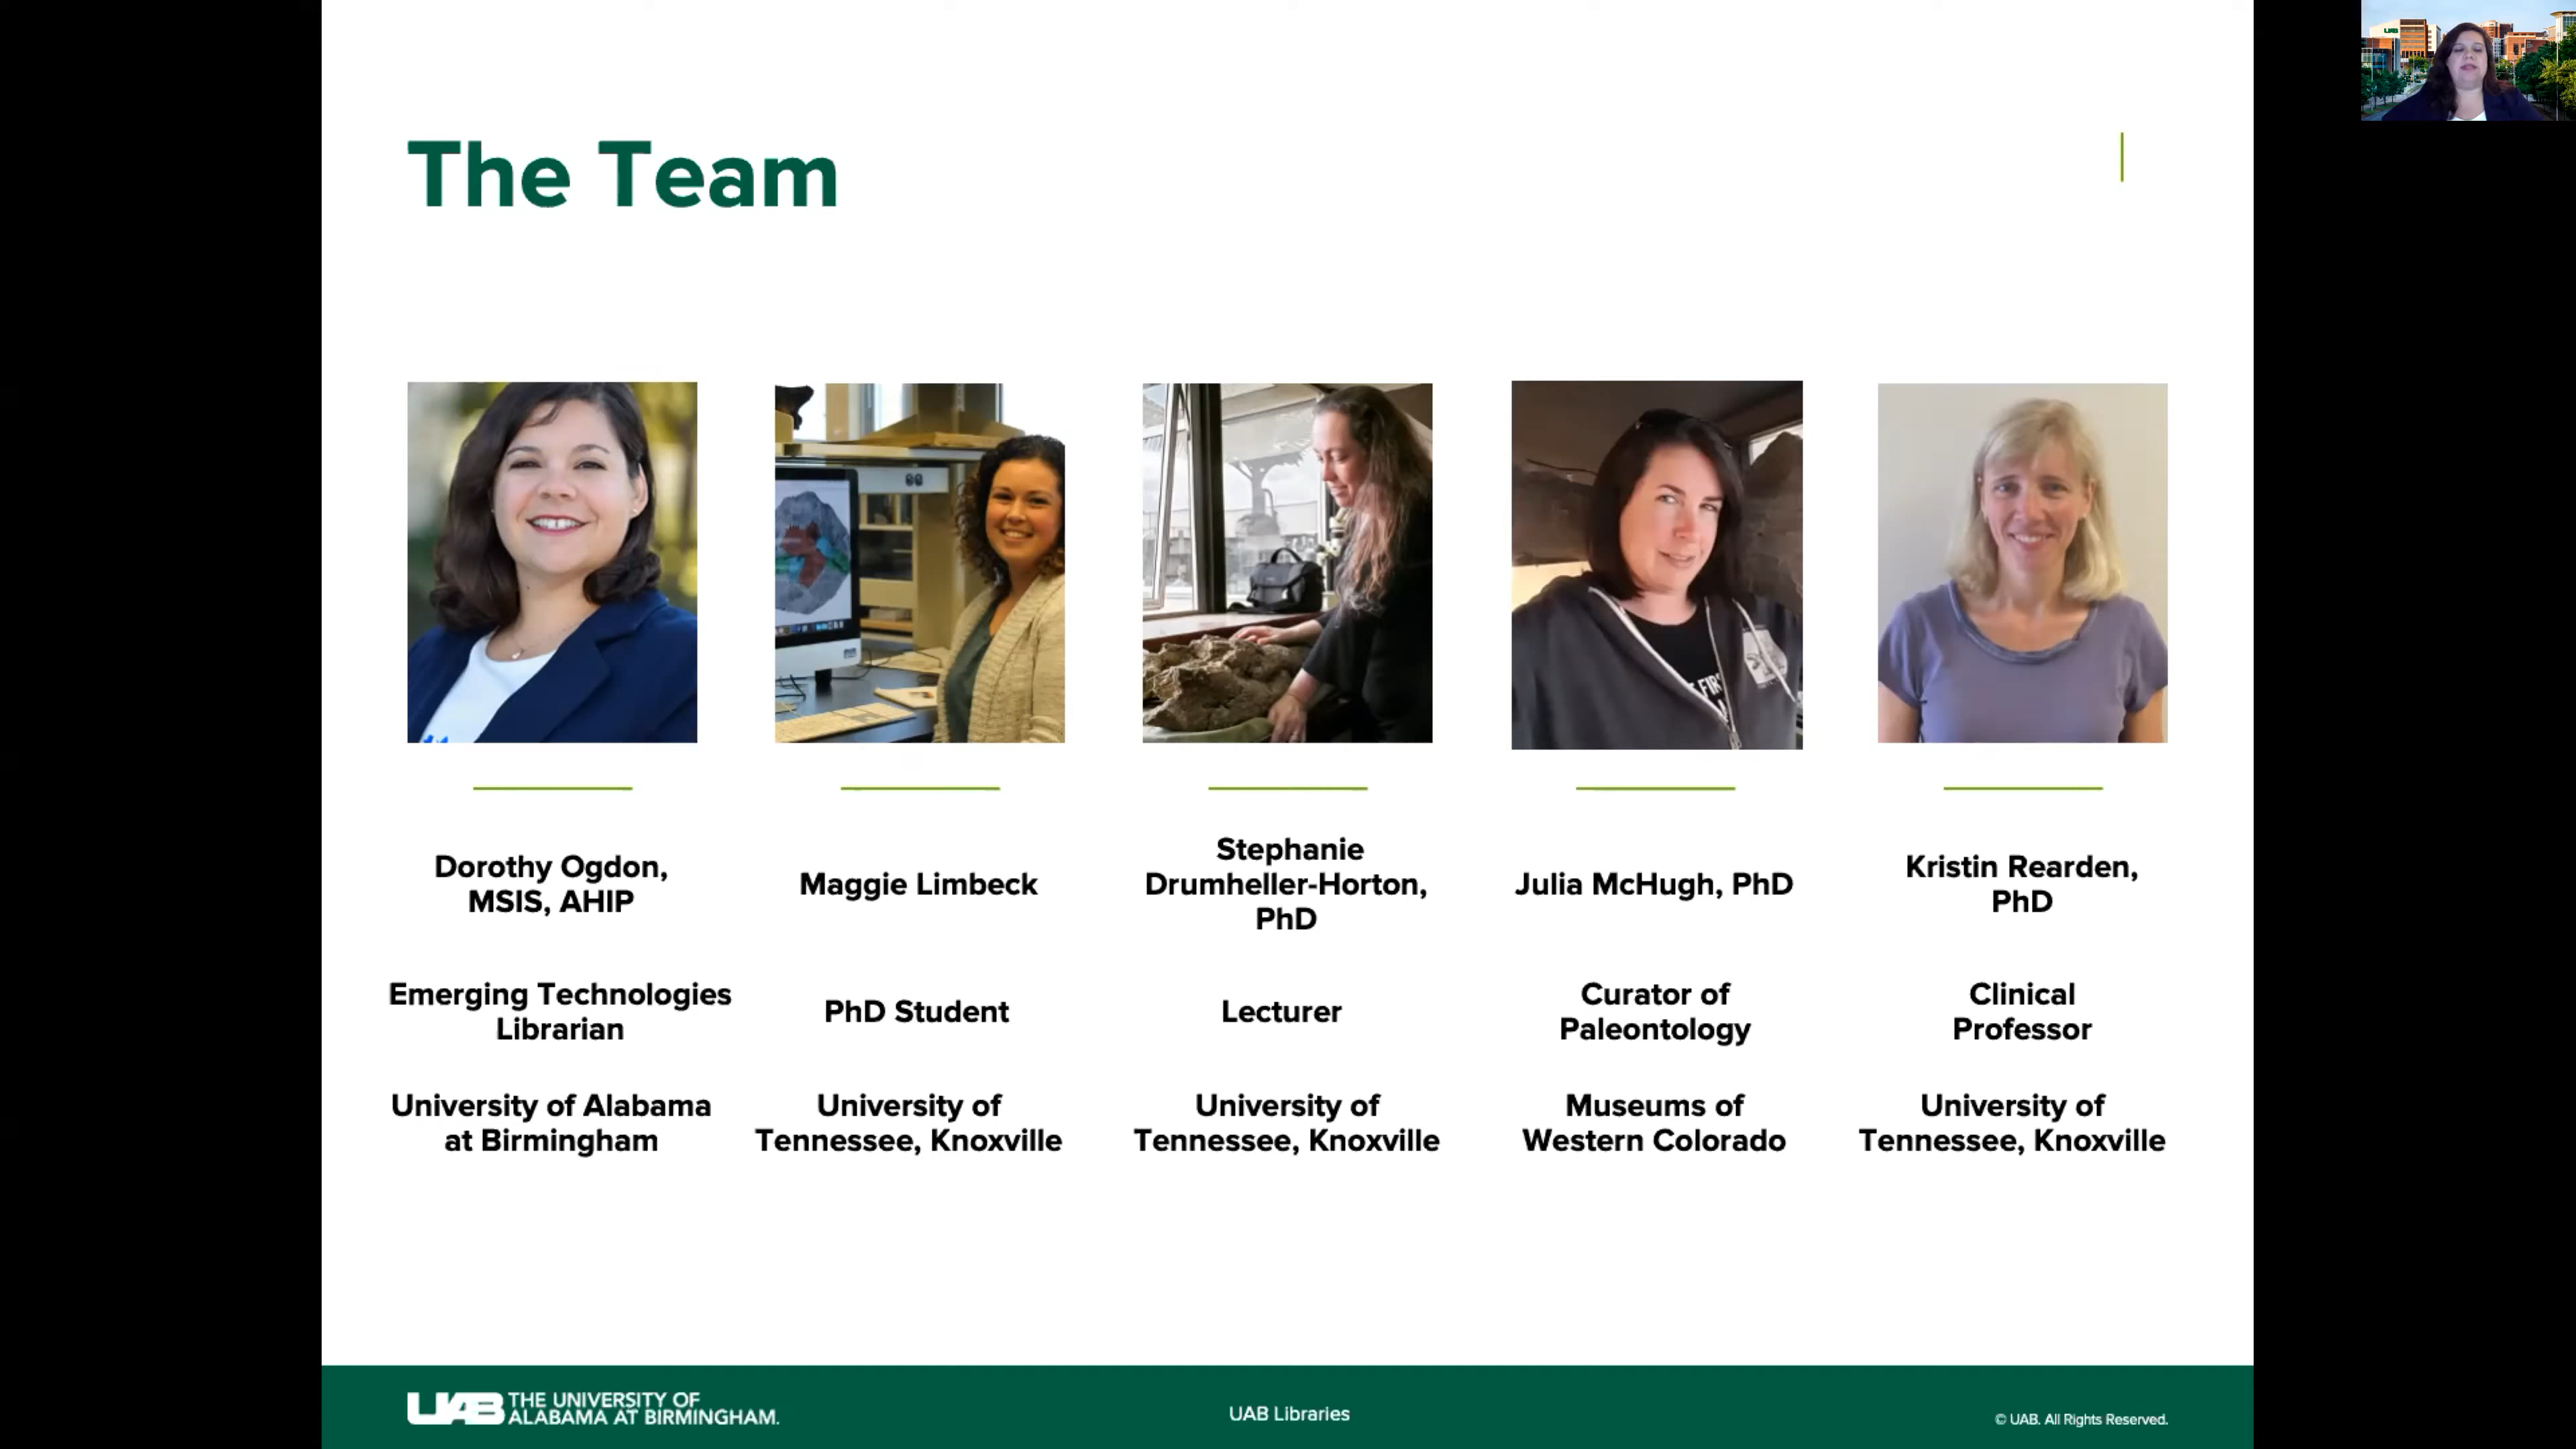 The Team
Dorothy Ogdon,
MSIS, AHIP
Emerging Technologies
Librarian
University of Alabama
at Birmingham
Maggie Limbeck
PhD Student
University of
Tennessee, Knoxville
Stephanie
Drumheller-Horton,
PhD
Lecturer
University of
Tennessee, Knoxville
Julia McHugh, PhD
Curator of
Paleontology
Museums of
Western Colorado
Kristin Rearden,
PhD
Clinical
Professor
University of
Tennessee, Knoxville
UAB THE UNIVERSITY OF
ALABAMA AT BIRMINGHAM.
UAB Libraries
© UAB. All Rights Reserved.
UAB